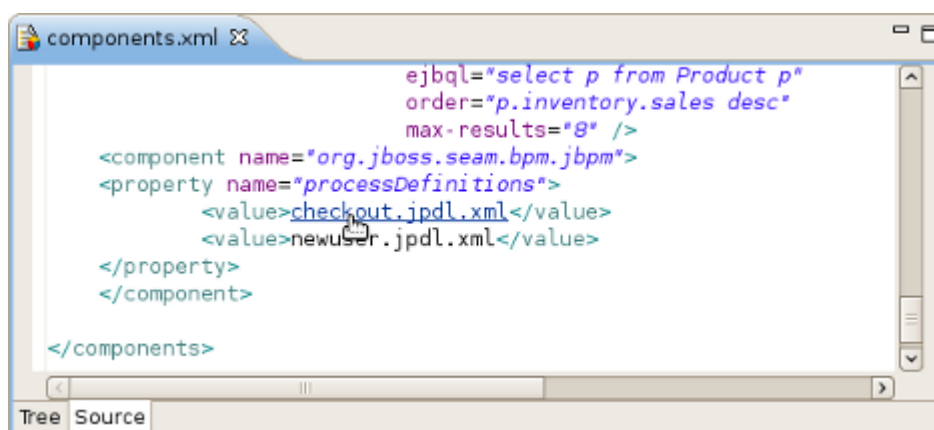 components.xml
ejbql="select p from Product p"
order="p.inventory.sales desc"
max-results="8" />
<component name="org.jboss.seam.bpm.jbpm">
<property name="processDefinitions">
<value>checkout.jpdl.xml</value>
<value>newuser.jpdl.xml</value>
</property>
</component>
</components>
Tree Source